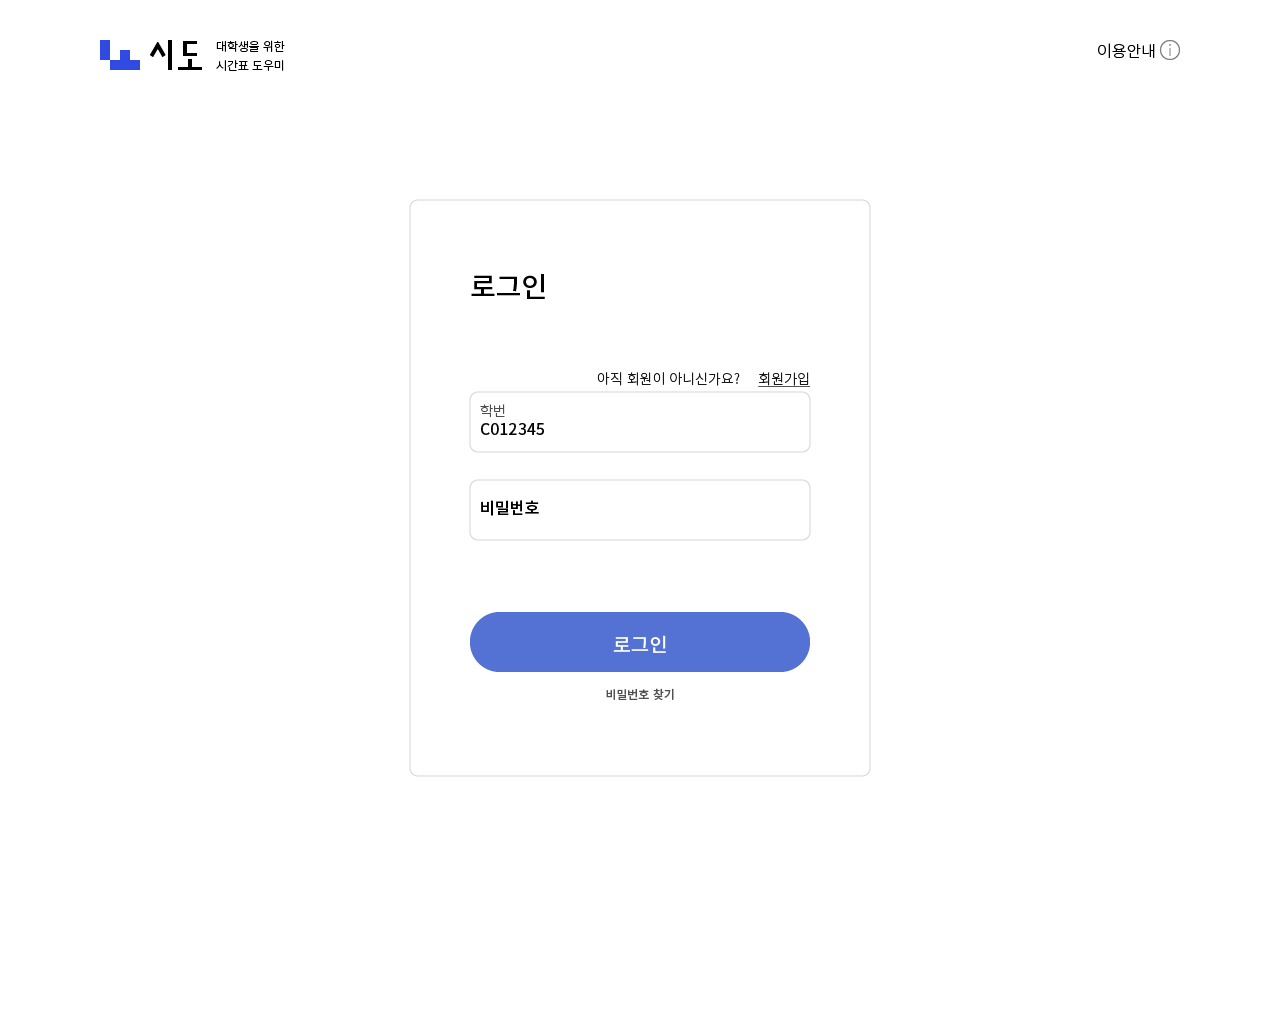 시도
대학생을 위한
시간표 도우미
이용안내
로그인
아직 회원이 아니신가요? 회원가입
학번
C012345
비밀번호
로그인
비밀번호 찾기